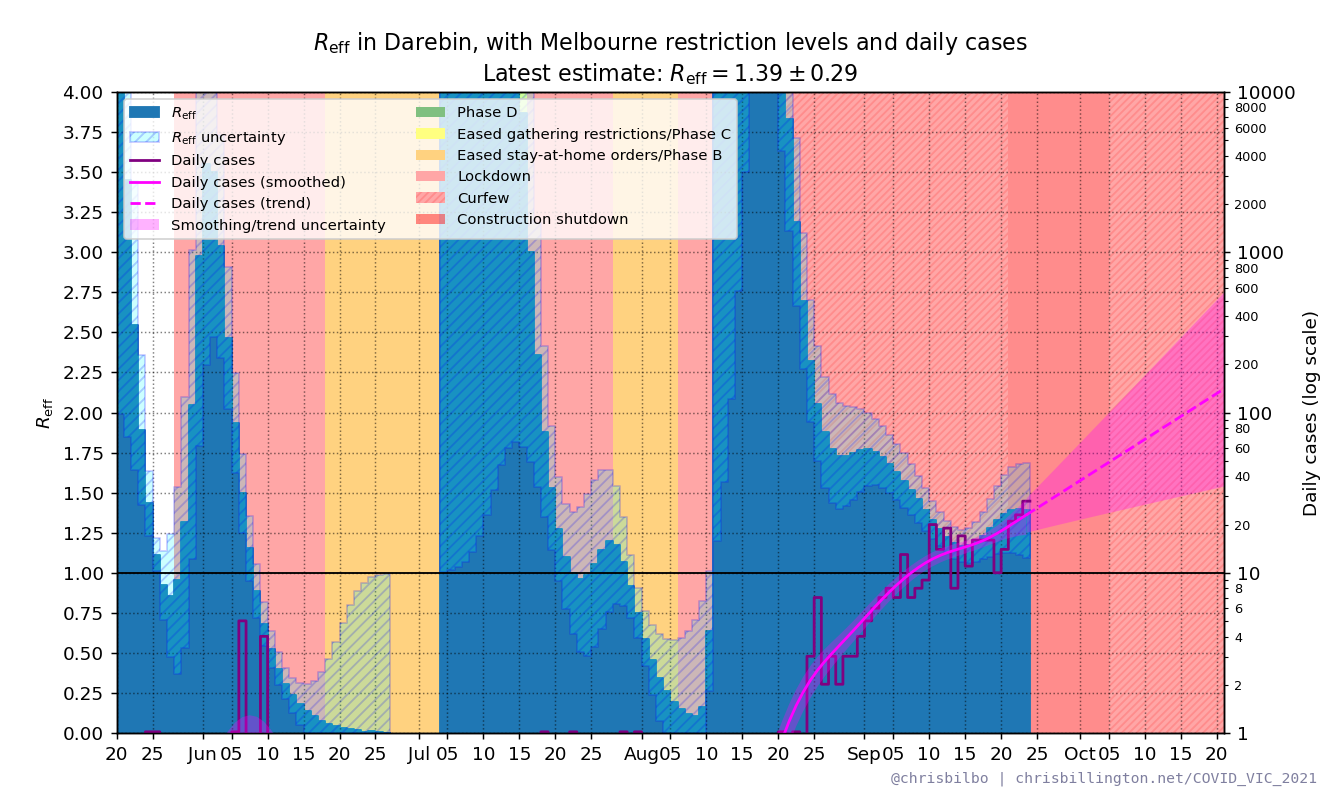 R_eff in Darebin, with Melbourne restriction levels and daily cases
Latest estimate: R_eff = 1.39 ± 0.29
R_eff
R_eff uncertainty
Daily cases
Daily cases (smoothed)
Daily cases (trend)
Smoothing/trend uncertainty
Phase D
Eased gathering restrictions/Phase C
Eased stay-at-home orders/Phase B
Lockdown
Curfew
Construction shutdown
R_eff
4.00
3.75
3.50
3.25
3.00
2.75
2.50
2.25
2.00
1.75
1.50
1.25
1.00
0.75
0.50
0.25
0.00
20 25 Jun 05 10 15 20 25 Jul 05 10 15 20 25 Aug 05 10 15 20 25 Sep 05 10 15 20 25 Oct 05 10 15 20
10000
8000
6000
4000
2000
1000
800
600
400
200
100
80
60
40
20
10
8
6
4
2
1
Daily cases (log scale)
@chrisbilbo | chrisbillington.net/COVID_VIC_2021